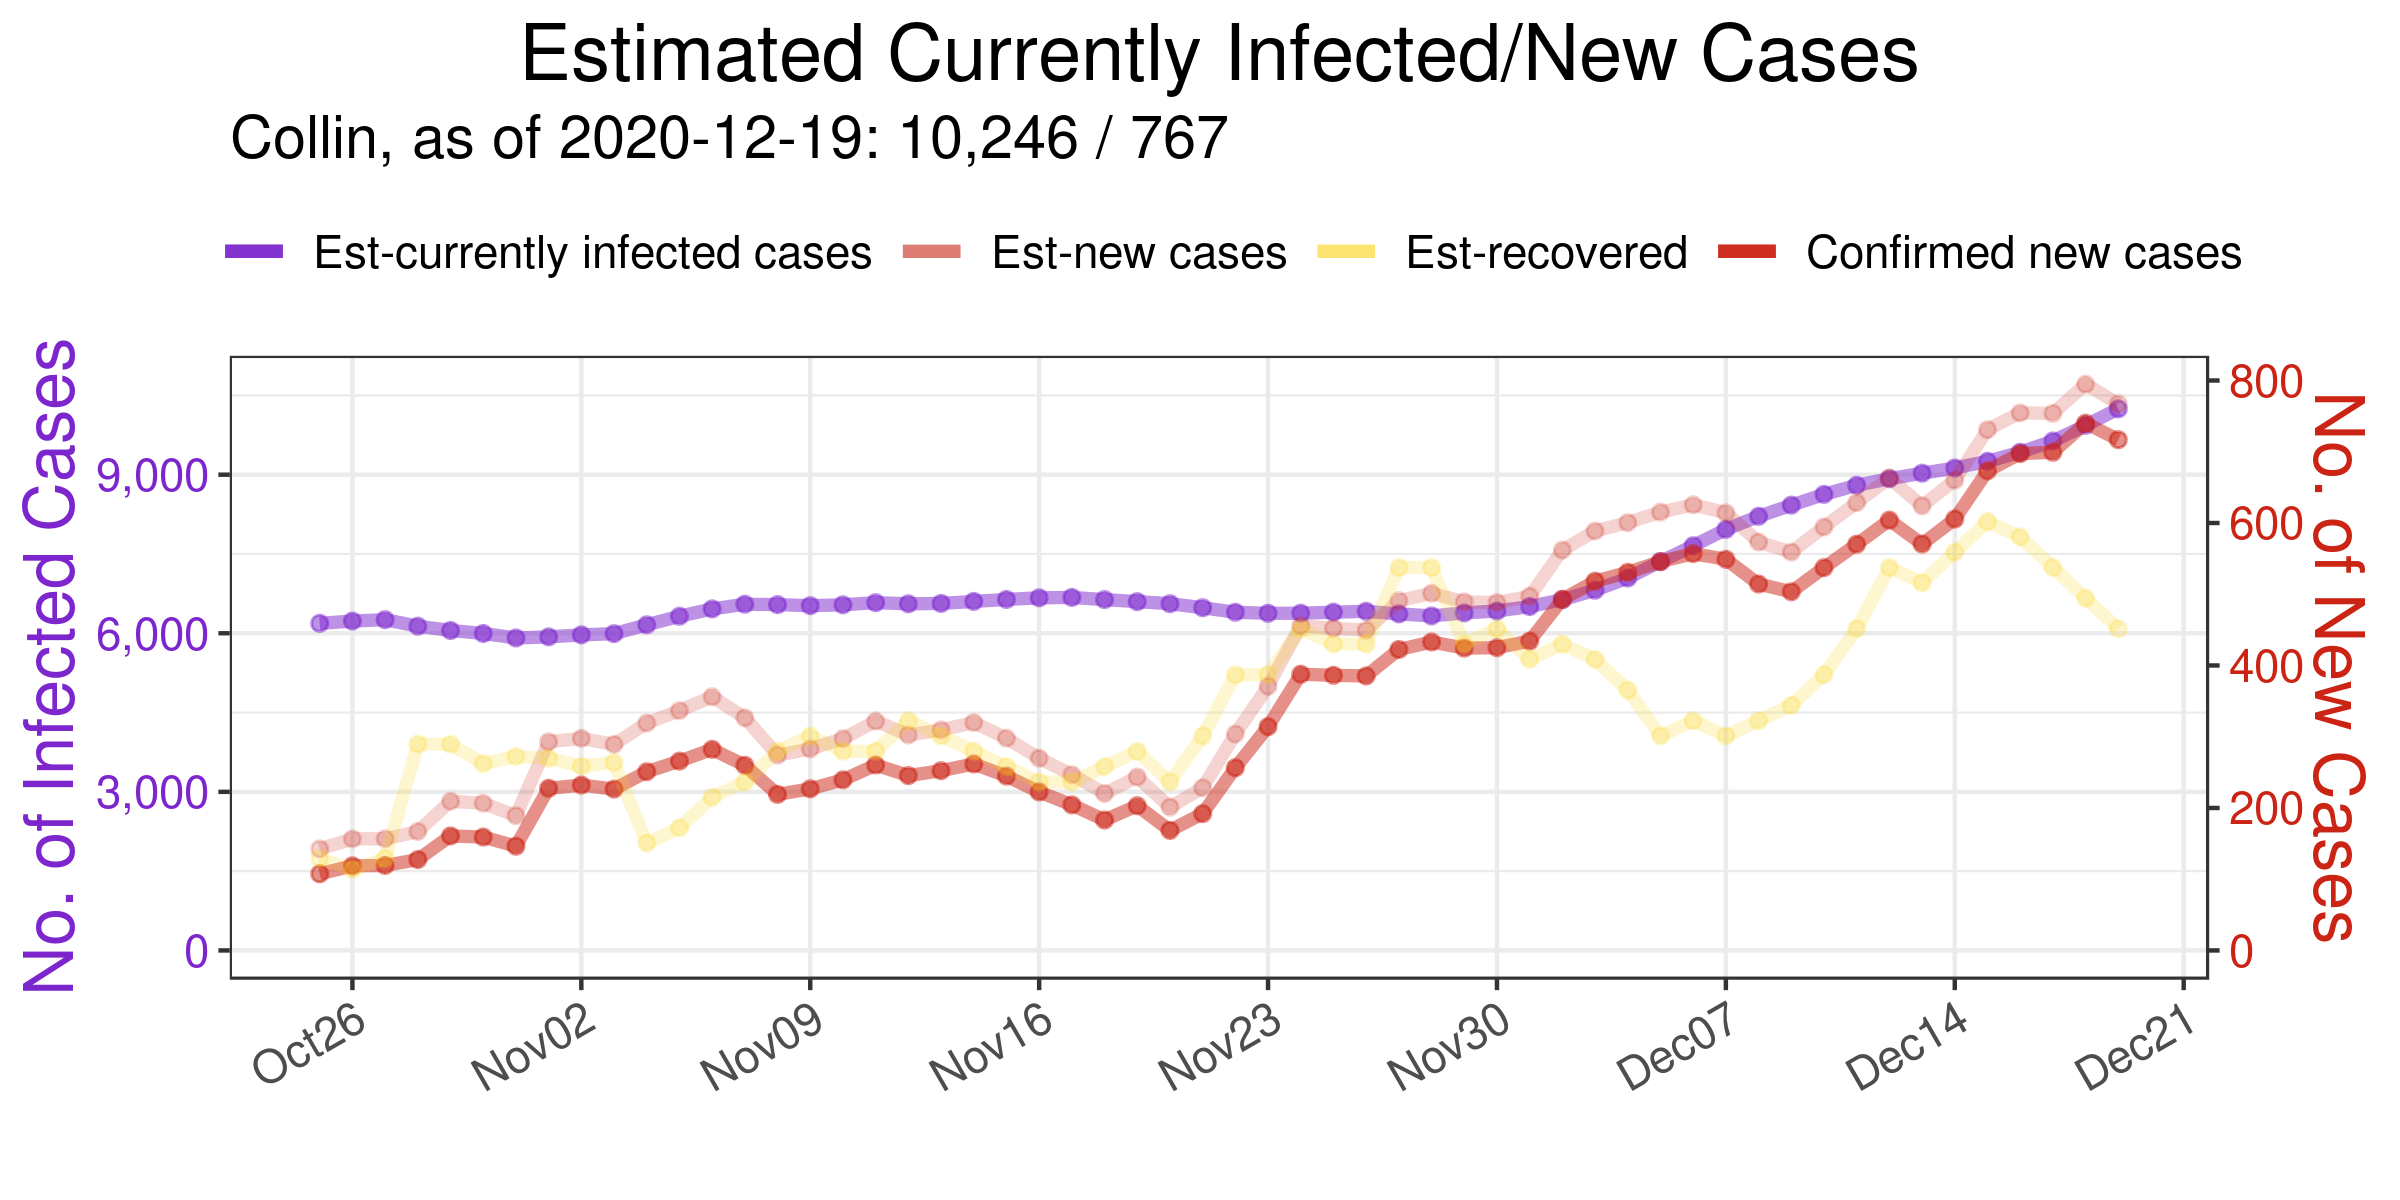 Estimated Currently Infected/New Cases
Collin, as of 2020-12-19: 10,246 / 767
Est-currently infected cases Est-new cases Est-recovered Confirmed new cases
No. of Infected Cases
9,000
6,000
3,000
0
800
600
400
200
0
No. of New Cases
Oct26 Nov02 Nov09 Nov16 Nov23 Nov30 Dec07 Dec14 Dec21